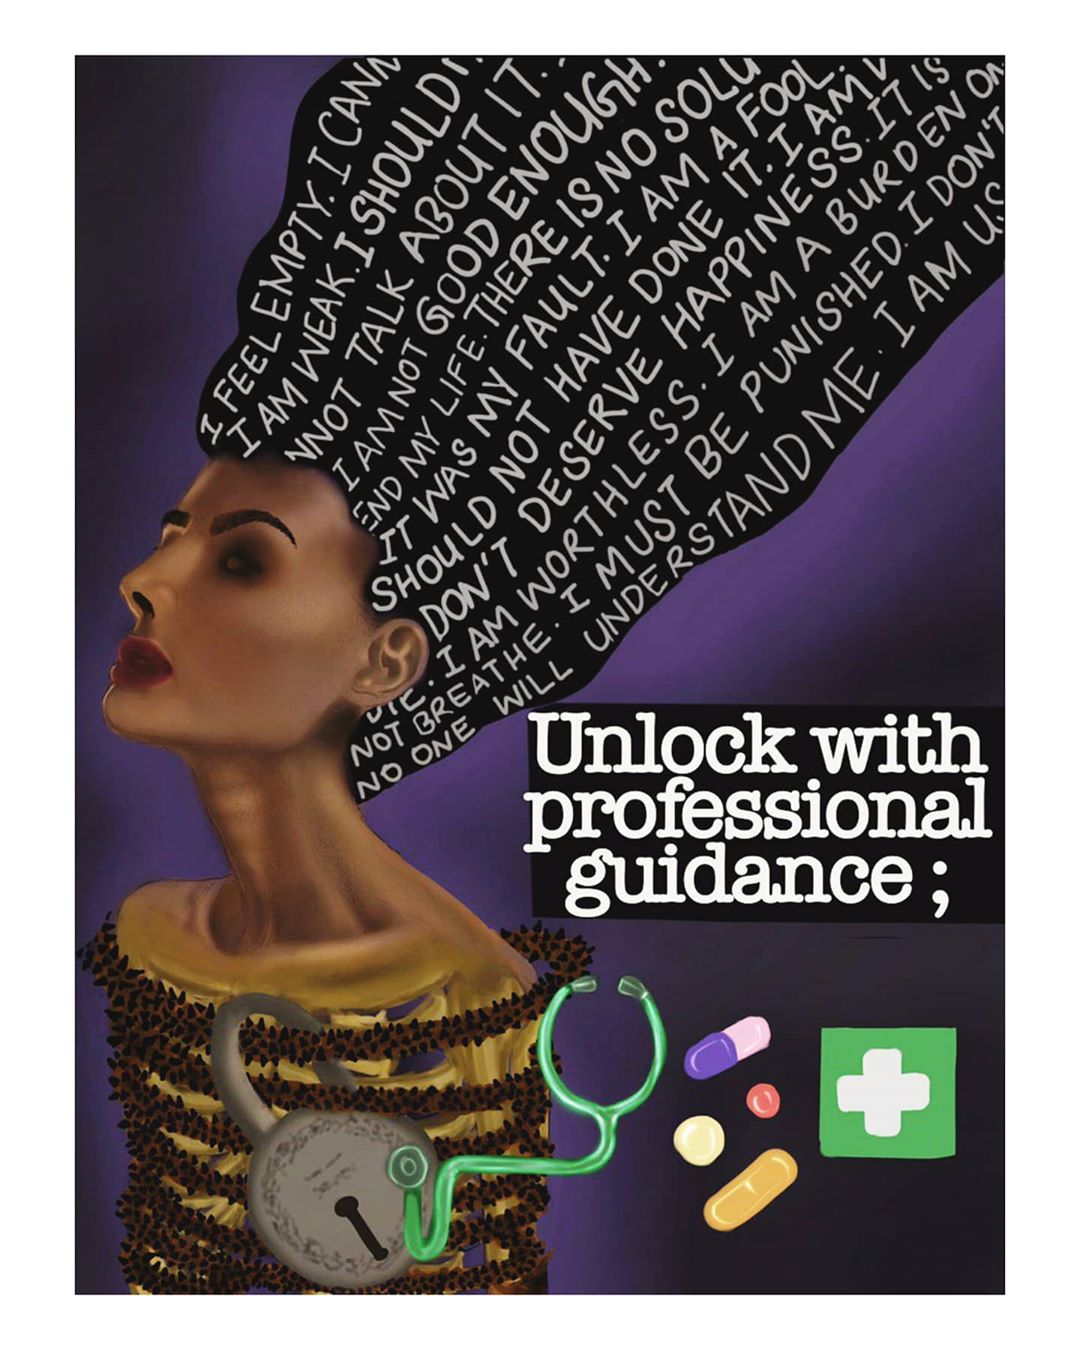 I FEEL EMPTY. I CANN
I AM WEAK. I SHOULD
NNOT TALK ABOUT IT.
I AM NOT GOOD ENOUGH.
END MY LIFE. THERE IS NO SOLU
IT WAS MY FAULT. I AM A FOOL.
SHOULD NOT HAVE DONE IT. I AM
DON'T DESERVE HAPPINESS. IT IS
DIE. I AM WORTHLESS. I AM A BURDEN ON
NOT BREATHE. I MUST BE PUNISHED. I DON'T
NO ONE WILL UNDERSTAND ME. I AM US
Unlock with
professional
guidance ;